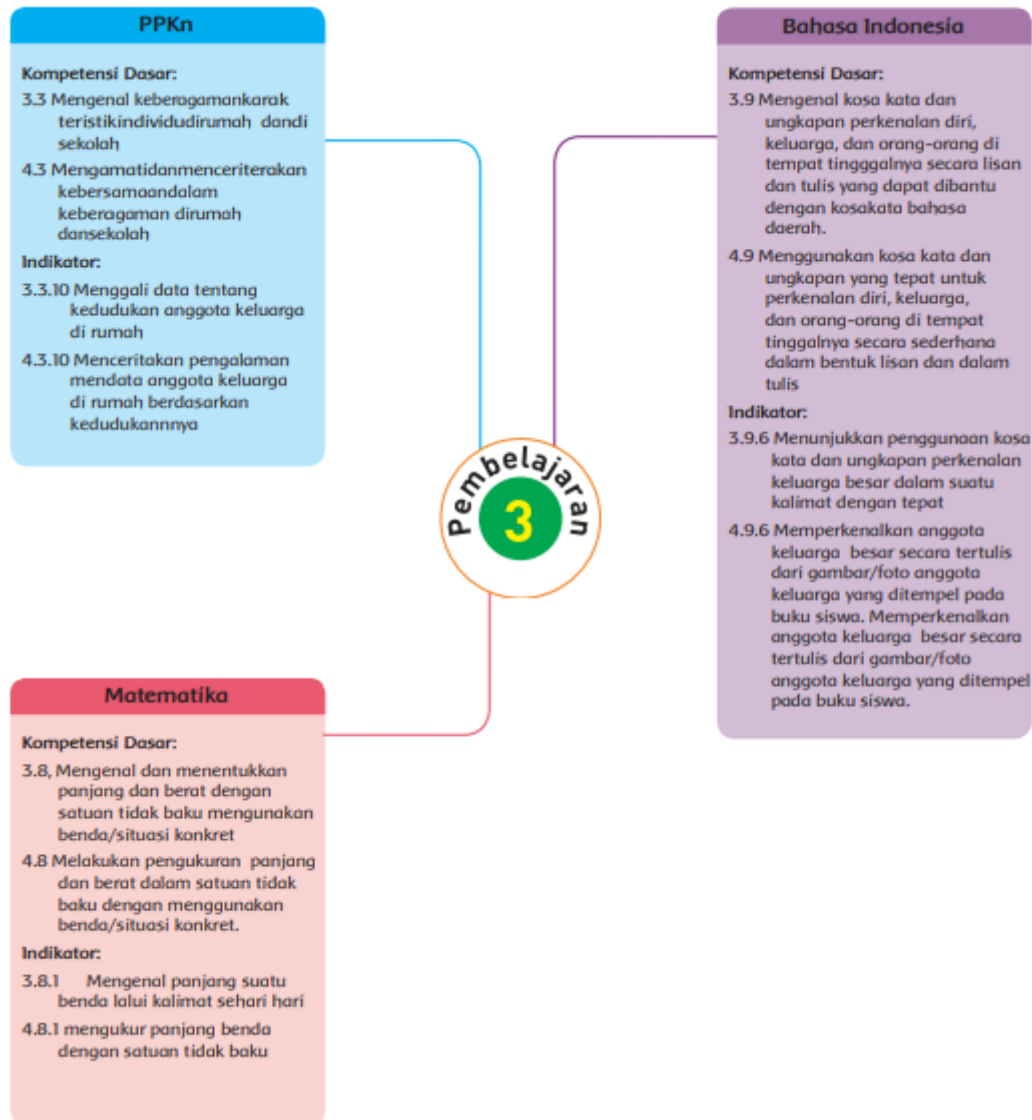 PPKn
Kompetensi Dasar:
3.3 Mengenal keberagamankarak
teristikindividudirumah dandi
sekolah
4.3 Mengamatidanmenceriterakan
kebersamaandalam
keberagaman dirumah
dansekolah
Indikator:
3.3.10 Menggali data tentang
kedudukan anggota keluarga
di rumah
4.3.10 Menceritakan pengalaman
mendata anggota keluarga
di rumah berdasarkan
kedudukannnya
Bahasa Indonesia
Kompetensi Dasar:
3.9 Mengenal kosa kata dan
ungkapan perkenalan diri,
keluarga, dan orang-orang di
tempat tingggalnya secara lisan
dan tulis yang dapat dibantu
dengan kosakata bahasa
daerah.
4.9 Menggunakan kosa kata dan
ungkapan yang tepat untuk
perkenalan diri, keluarga,
dan orang-orang di tempat
tinggalnya secara sederhana
dalam bentuk lisan dan dalam
tulis
Indikator:
3.9.6 Menunjukkan penggunaan kosa
kata dan ungkapan perkenalan
keluarga besar dalam suatu
kalimat dengan tepat
4.9.6 Memperkenalkan anggota
keluarga besar secara tertulis
dari gambar/foto anggota
keluarga yang ditempel pada
buku siswa. Memperkenalkan
anggota keluarga besar secara
tertulis dari gambar/foto
anggota keluarga yang ditempel
pada buku siswa.
Pembelajaran
3
Matematika
Kompetensi Dasar:
3.8, Mengenal dan menentukkan
panjang dan berat dengan
satuan tidak baku mengunakan
benda/situasi konkret
4.8 Melakukan pengukuran panjang
dan berat dalam satuan tidak
baku dengan menggunakan
benda/situasi konkret.
Indikator:
3.8.1 Mengenal panjang suatu
benda lalui kalimat sehari hari
4.8.1 mengukur panjang benda
dengan satuan tidak baku